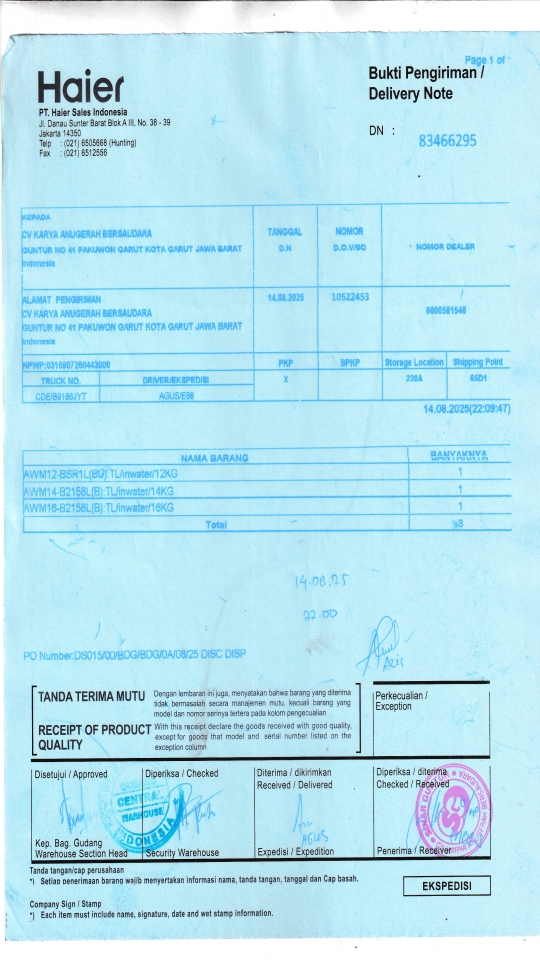 Page 1 of
Haier
Bukti Pengiriman /
Delivery Note
PT. Haier Sales Indonesia
Jl. Danau Sunter Barat Blok A III, No. 38 - 39
Jakarta 14350
Telp : (021) 6505668 (Hunting)
Fax : (021) 6512556
DN : 83466295
KEPADA
CV KARYA ANUGERAH BERSAUDARA
GUNTUR NO 41 PAKUWON GARUT KOTA GARUT JAWA BARAT
Indonesia
TANGGAL
D.N
NOMOR
D.O.V/SO
NOMOR DEALER
ALAMAT PENGIRIMAN
CV KARYA ANUGERAH BERSAUDARA
GUNTUR NO 41 PAKUWON GARUT KOTA GARUT JAWA BARAT
Indonesia
14.08.2025
10522453
PKP
BPKP
Storege Location
Shipping Point
TRUCK NO.
DRIVER/EKSPEDISI
X
AGUS/E88
14.08.2025(22:09:47)
NAMA BARANG
BANYAKNYA
AWM12-BSR1L(BU):TL/inwater/12KG 1
AWM14-B2158L(B):TL/inwater/14KG 1
AWM16-B2158L(B):TL/inwater/16KG 1
Total 3
14-08.25
22.00
PO Number:DS015/00/BDG/BDG/0A/08/25 DISC DISP
TANDA TERIMA MUTU
Dengan lembaran ini juga, menyatakan bahwa barang yang diterima
tidak, bermasalah secara manajemen mutu, kecuali barang yang
model dan nomor serinya tertera pada kolom pengecualian
RECEIPT OF PRODUCT
QUALITY
With this receipt declare the goods received with good quality,
except for goods that model and serial number listed on the
exception column
Perkecualian /
Exception
Disetujui / Approved
Diperiksa / Checked
Diterima / dikirimkan
Received / Delivered
Diperiksa / diterima
Checked / Received
CENTRAL
WARHOUSE
INDONESIA
AGUS
Kep. Bag. Gudang
Warehouse Section Head
Security Warehouse
Expedisi / Expedition
Penerima / Receiver
Tanda tangan/cap perusahaan
*) Setiap penerimaan barang wajib menyertakan informasi nama, tanda tangan, tanggal dan Cap basah.
EKSPEDISI
Company Sign / Stamp
*) Each item must include name, signature, date and wet stamp information.